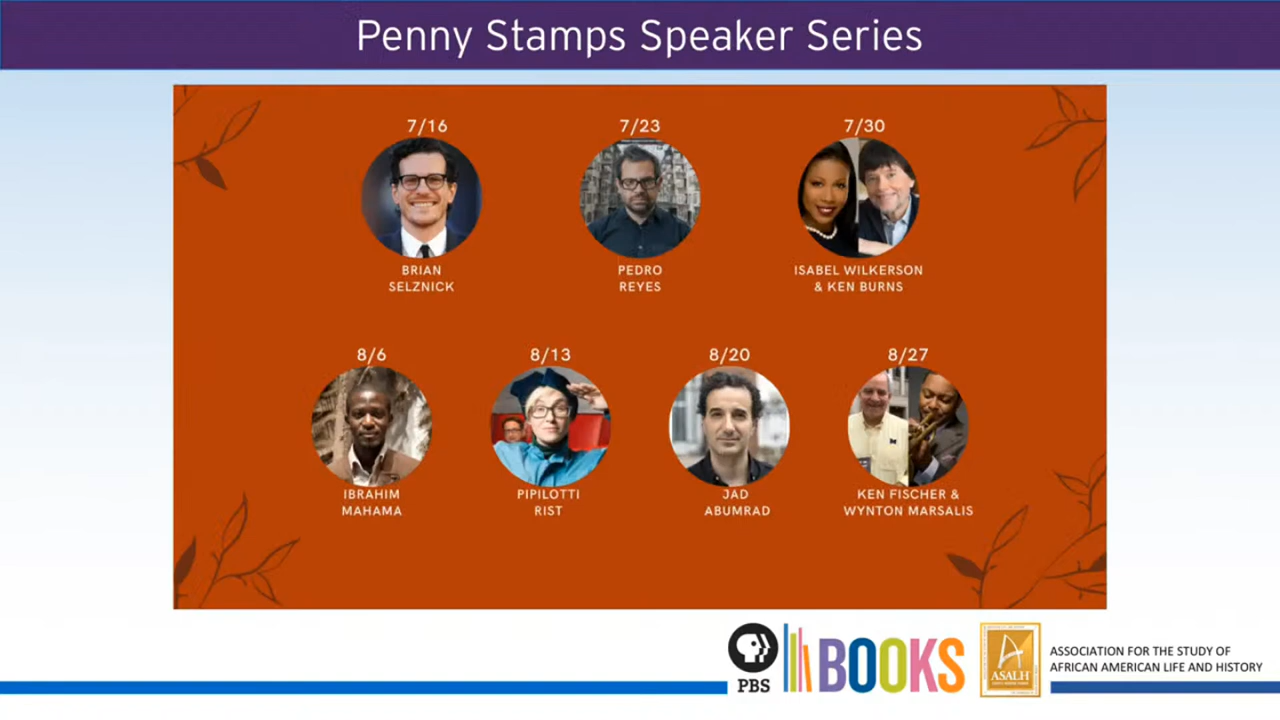 Penny Stamps Speaker Series
7/16
7/23
7/30
BRIAN
SELZNICK
PEDRO
REYES
ISABEL WILKERSON
& KEN BURNS
8/6
8/13
8/20
8/27
IBRAHIM
MAHAMA
PIPILOTTI
RIST
JAD
ABUMRAD
KEN FISCHER &
WYNTON MARSALIS
PBS
BOOKS
ASALH
ASSOCIATION FOR THE STUDY OF
AFRICAN AMERICAN LIFE AND HISTORY